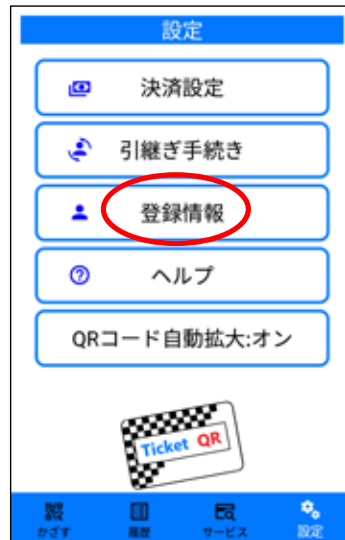 設定
決済設定
引継ぎ手続き
登録情報
ヘルプ
QRコード自動拡大:オン
Ticket QR
かざす
履歴
サービス
設定